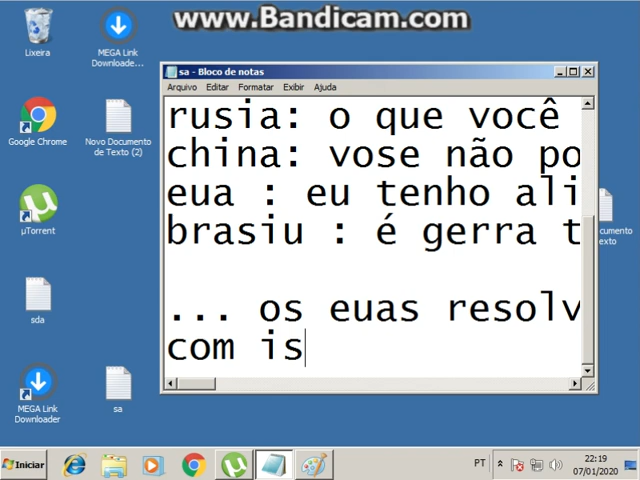 www.Bandicam.com
Lixeira
MEGA Link
Downloade...
sa - Bloco de notas
Arquivo Editar Formatar Exibir Ajuda
rusia: o que você
china: vose não po
eua : eu tenho ali
brasiu : é gerra t
... os euas resolv
com is
Google Chrome
Novo Documento
de Texto (2)
µTorrent
cumento
exto
sda
MEGA Link
Downloader
sa
Iniciar
PT
22:19
07/01/2020